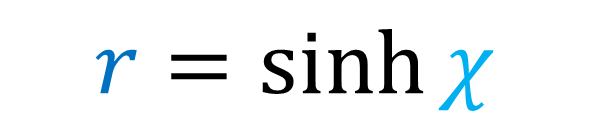 r = sinh χ